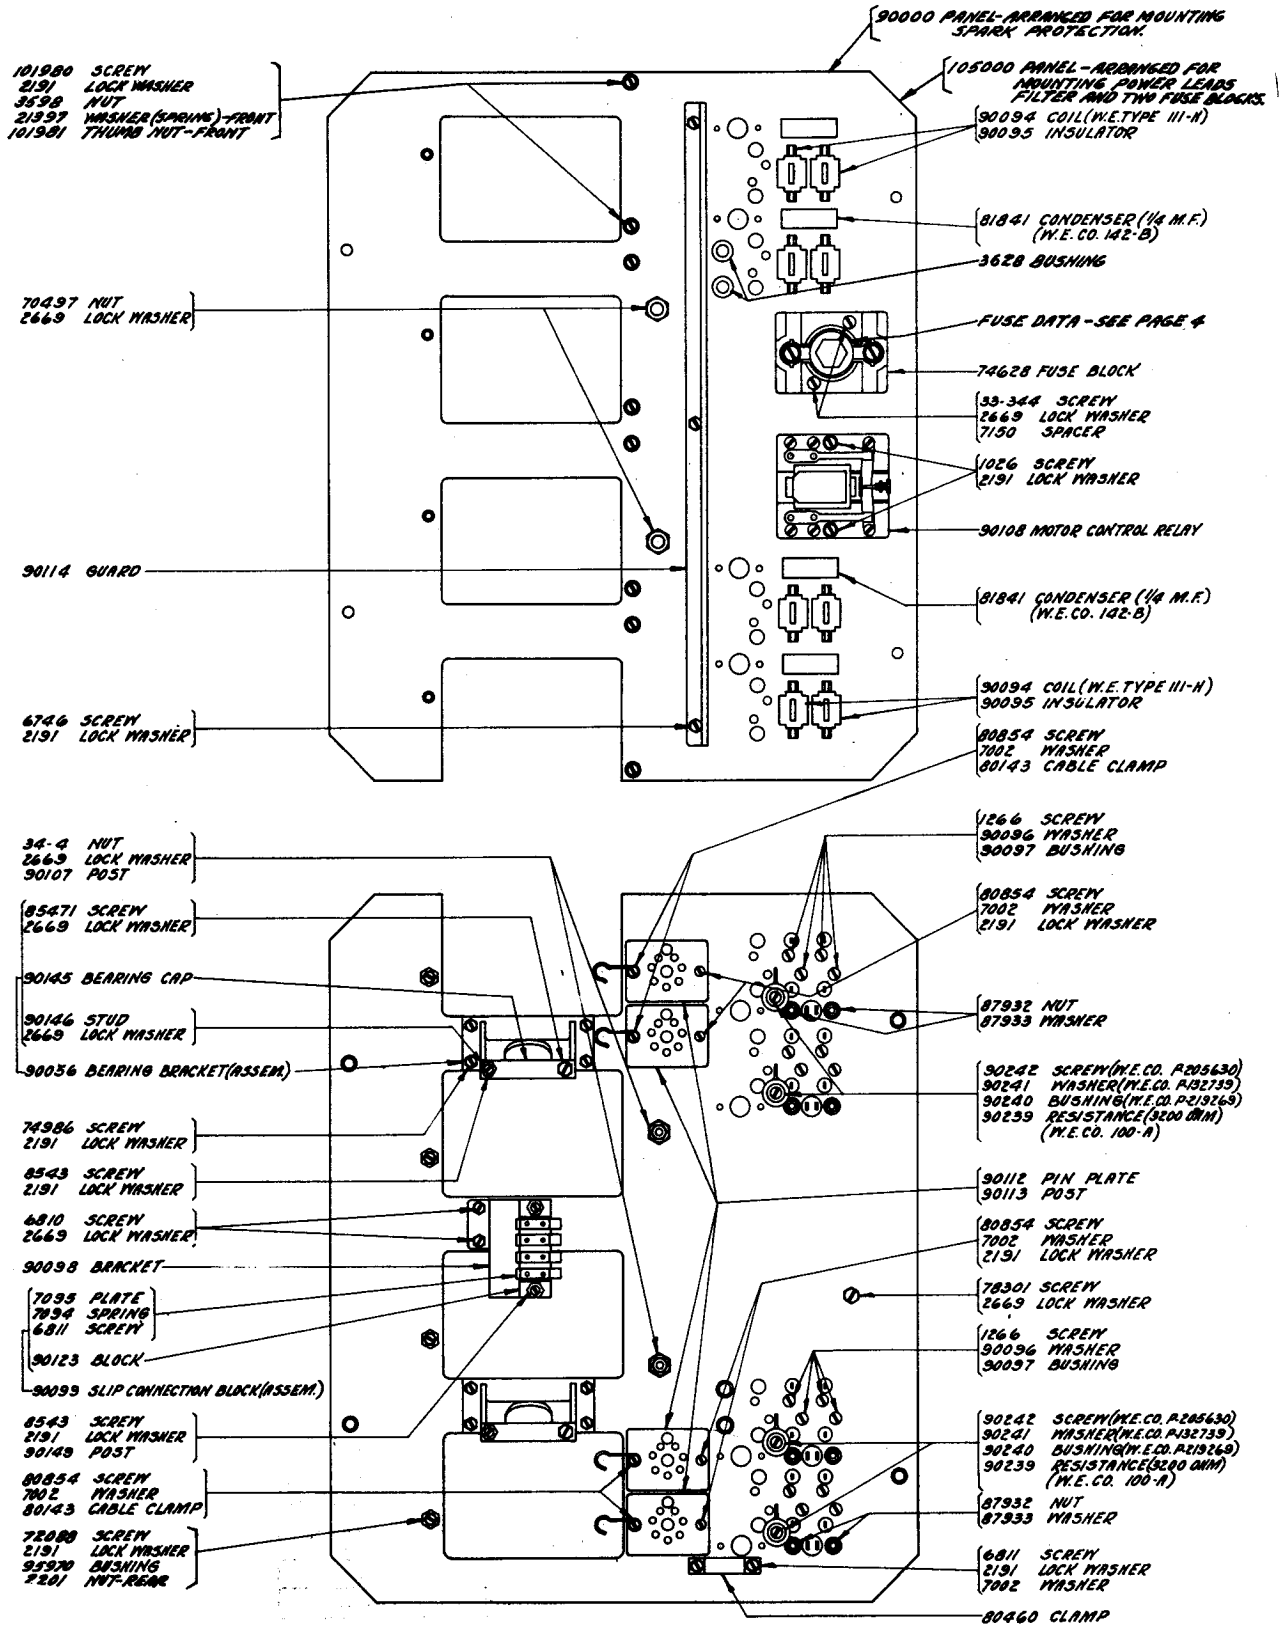 90000 PANEL-ARRANGED FOR MOUNTING
SPARK PROTECTION.
105000 PANEL-ARRANGED FOR
MOUNTING POWER LEADS
FILTER AND TWO FUSE BLOCKS.
101980 SCREW
2191 LOCK WASHER
3598 NUT
21397 WASHER (SPRING)-FRONT
101981 THUMB NUT-FRONT
90094 COIL (W.E. TYPE 111-H)
90095 INSULATOR
81841 CONDENSER (1/4 M.F.)
(W.E. CO. 142-B)
3628 BUSHING
70497 NUT
2669 LOCK WASHER
FUSE DATA-SEE PAGE 4
74628 FUSE BLOCK
33-344 SCREW
2669 LOCK WASHER
7150 SPACER
1026 SCREW
2191 LOCK WASHER
90108 MOTOR CONTROL RELAY
90114 GUARD
81841 CONDENSER (1/4 M.F.)
(W.E. CO. 142-B)
90094 COIL (W.E. TYPE 111-H)
90095 INSULATOR
6746 SCREW
2191 LOCK WASHER
80854 SCREW
7002 WASHER
80143 CABLE CLAMP
34-4 NUT
2669 LOCK WASHER
90107 POST
85471 SCREW
2669 LOCK WASHER
90145 BEARING CAP
90146 STUD
2669 LOCK WASHER
90056 BEARING BRACKET (ASSEM.)
74986 SCREW
2191 LOCK WASHER
8543 SCREW
2191 LOCK WASHER
6810 SCREW
2669 LOCK WASHER
90098 BRACKET
7095 PLATE
7094 SPRING
6811 SCREW
90123 BLOCK
90099 SLIP CONNECTION BLOCK (ASSEM.)
8543 SCREW
2191 LOCK WASHER
90149 POST
80854 SCREW
7002 WASHER
80143 CABLE CLAMP
72088 SCREW
2191 LOCK WASHER
95970 BUSHING
2201 NUT-REAR
1266 SCREW
90096 WASHER
90097 BUSHING
80854 SCREW
7002 WASHER
2191 LOCK WASHER
87932 NUT
87933 WASHER
90242 SCREW (W.E. CO. P-205630)
90241 WASHER (W.E. CO. P-132739)
90240 BUSHING (W.E. CO. P-219269)
90239 RESISTANCE (3200 OHM)
(W.E. CO. 100-A)
90112 PIN PLATE
90113 POST
80854 SCREW
7002 WASHER
2191 LOCK WASHER
78301 SCREW
2669 LOCK WASHER
1266 SCREW
90096 WASHER
90097 BUSHING
90242 SCREW (W.E. CO. P-205630)
90241 WASHER (W.E. CO. P-132739)
90240 BUSHING (W.E. CO. P-219269)
90239 RESISTANCE (3200 OHM)
(W.E. CO. 100-A)
87932 NUT
87933 WASHER
6811 SCREW
2191 LOCK WASHER
7002 WASHER
80460 CLAMP